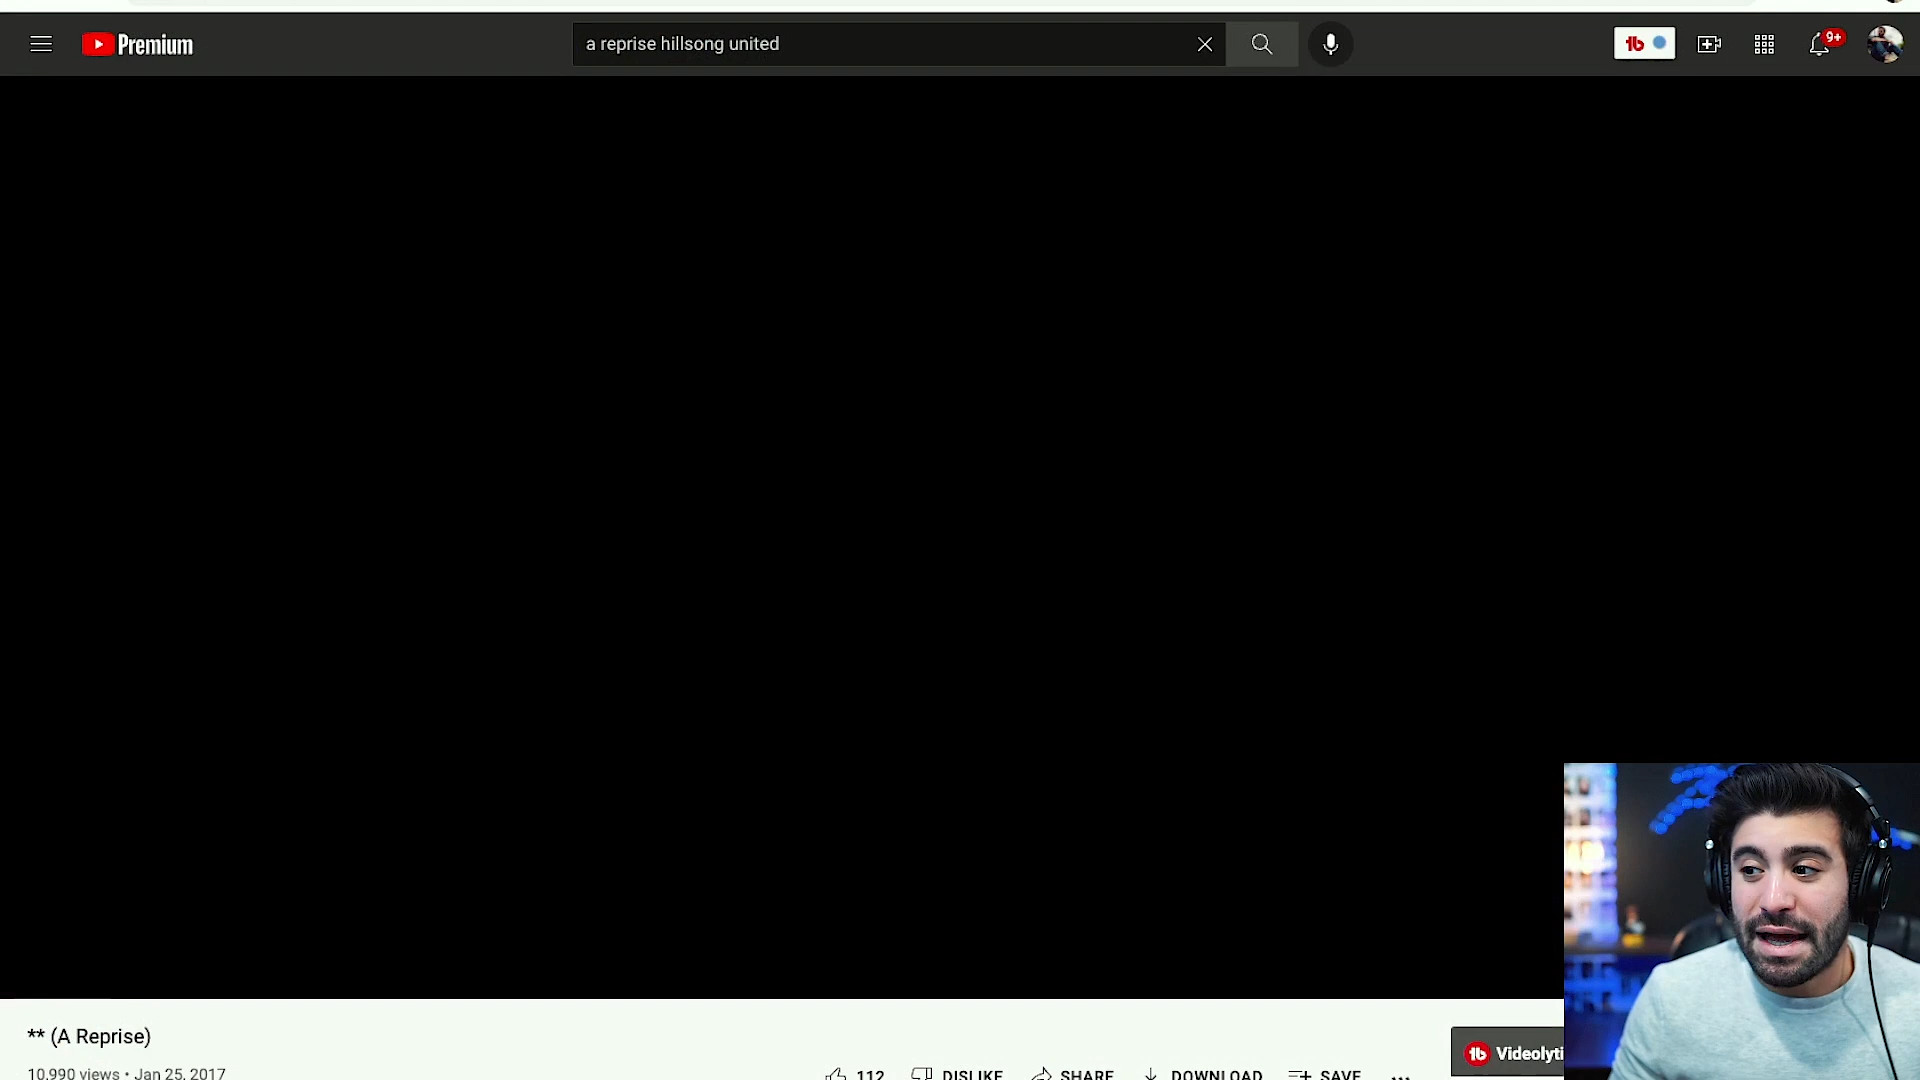 Premium
a reprise hillsong united
9+
** (A Reprise)
10,990 views • Jan 25, 2017
112
DISLIKE
SHARE
DOWNLOAD
SAVE
Videolyti